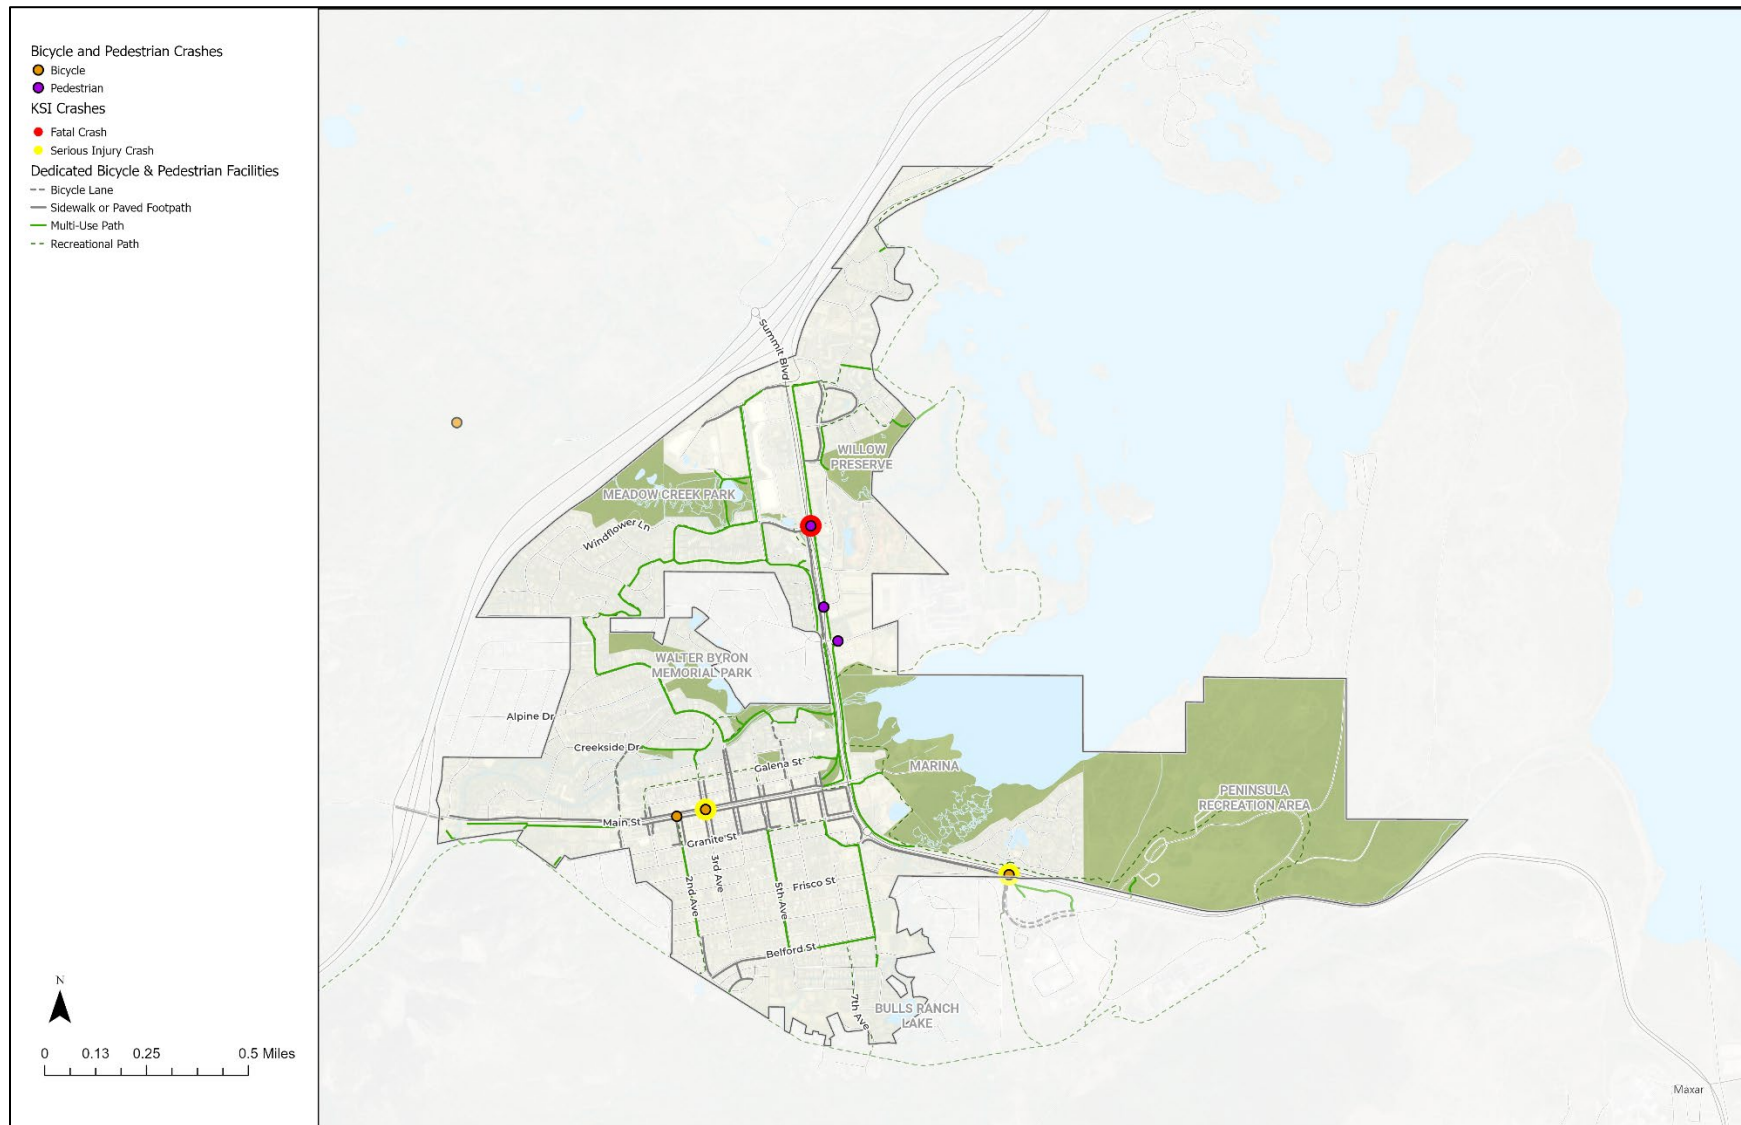 Bicycle and Pedestrian Crashes
Bicycle
Pedestrian
KSI Crashes
Fatal Crash
Serious Injury Crash
Dedicated Bicycle & Pedestrian Facilities
Bicycle Lane
Sidewalk or Paved Footpath
Multi-Use Path
Recreational Path
Summit Blvd
WILLOW
PRESERVE
MEADOW CREEK PARK
Windflower Ln
WALTER BYRON
MEMORIAL PARK
Alpine Dr
Creekside Dr
Galena St
MARINA
PENINSULA
RECREATION AREA
Main St
Granite St
3rd Ave
2nd Ave
5th Ave
Frisco St
Belford St
7th Ave
BULLS RANCH
LAKE
N
0 0.13 0.25 0.5 Miles
Maxar